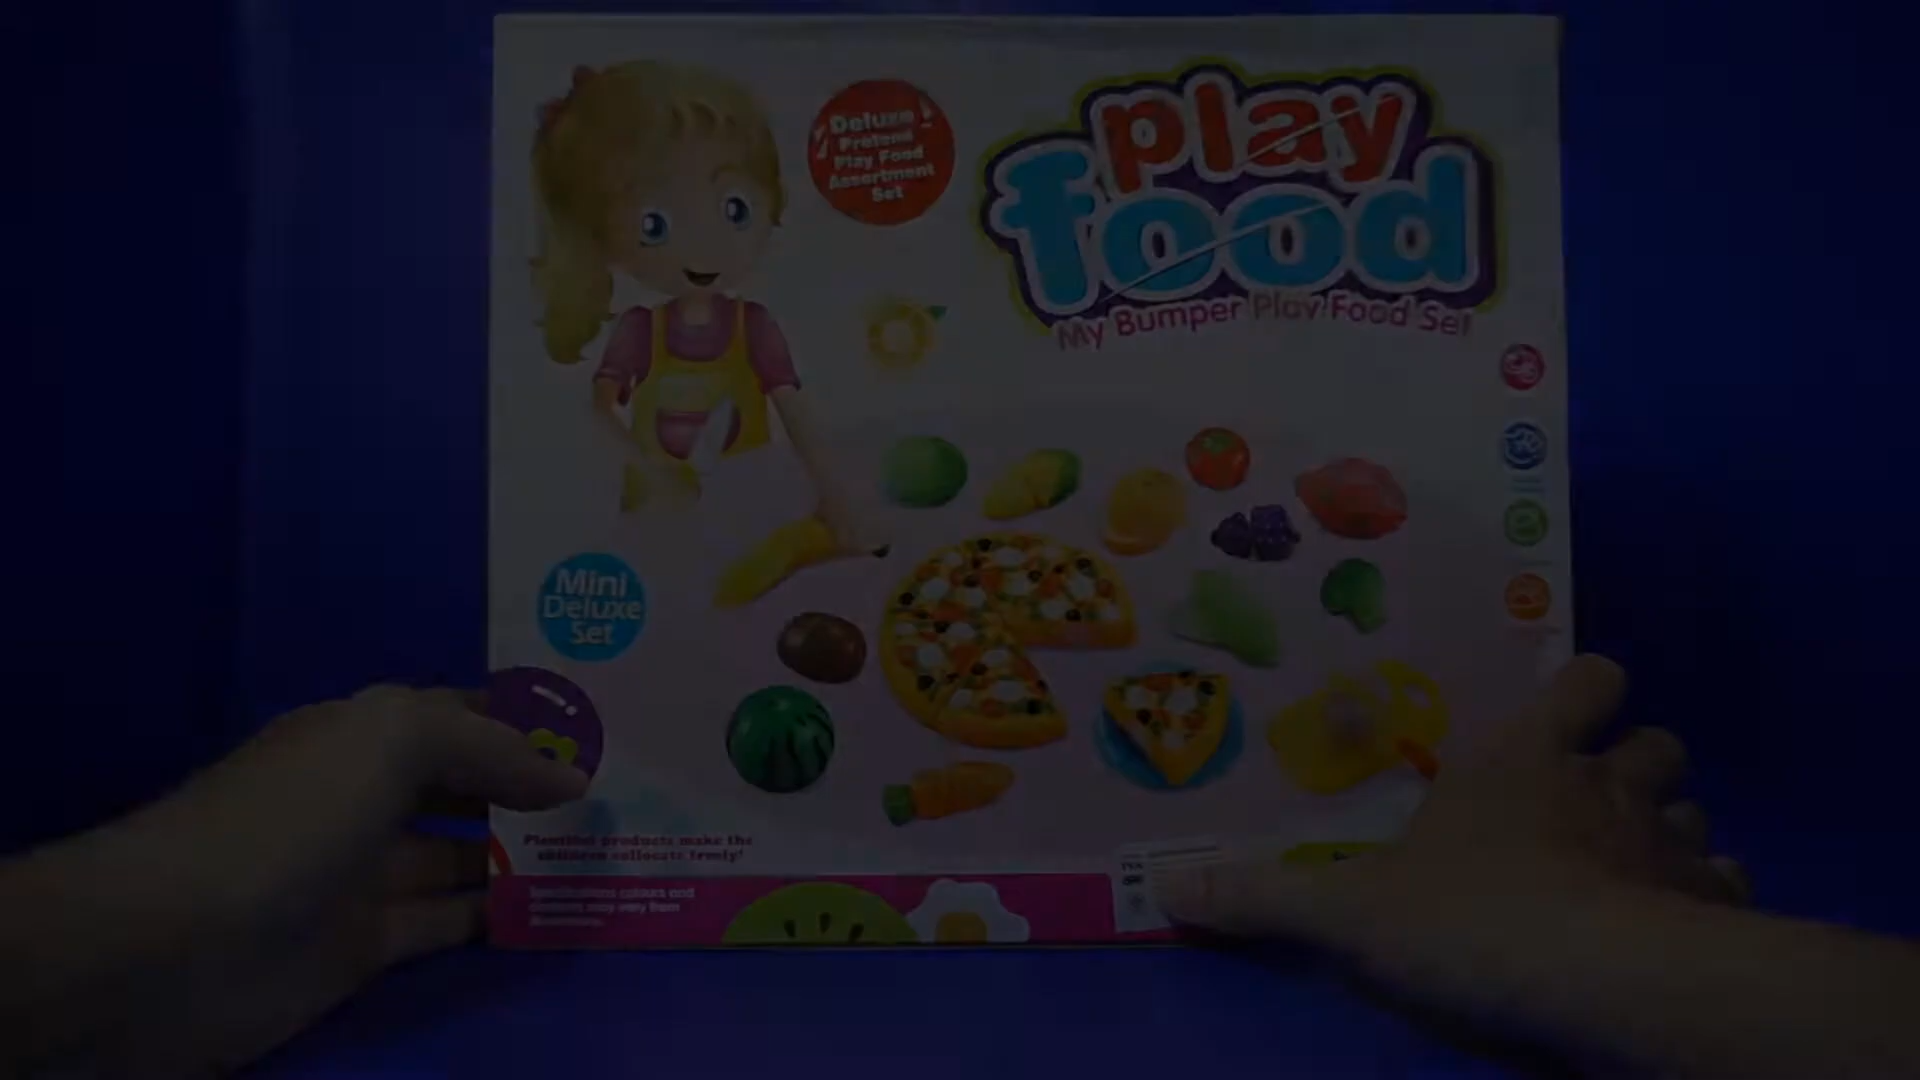 Deluxe
Pretend
Play Food
Assortment
Set
play
food
My Bumper Play Food Set
Mini
Deluxe
Set
Plentiful products make the
children collocate freely!
Specifications colours and
contents may vary from
illustrations.